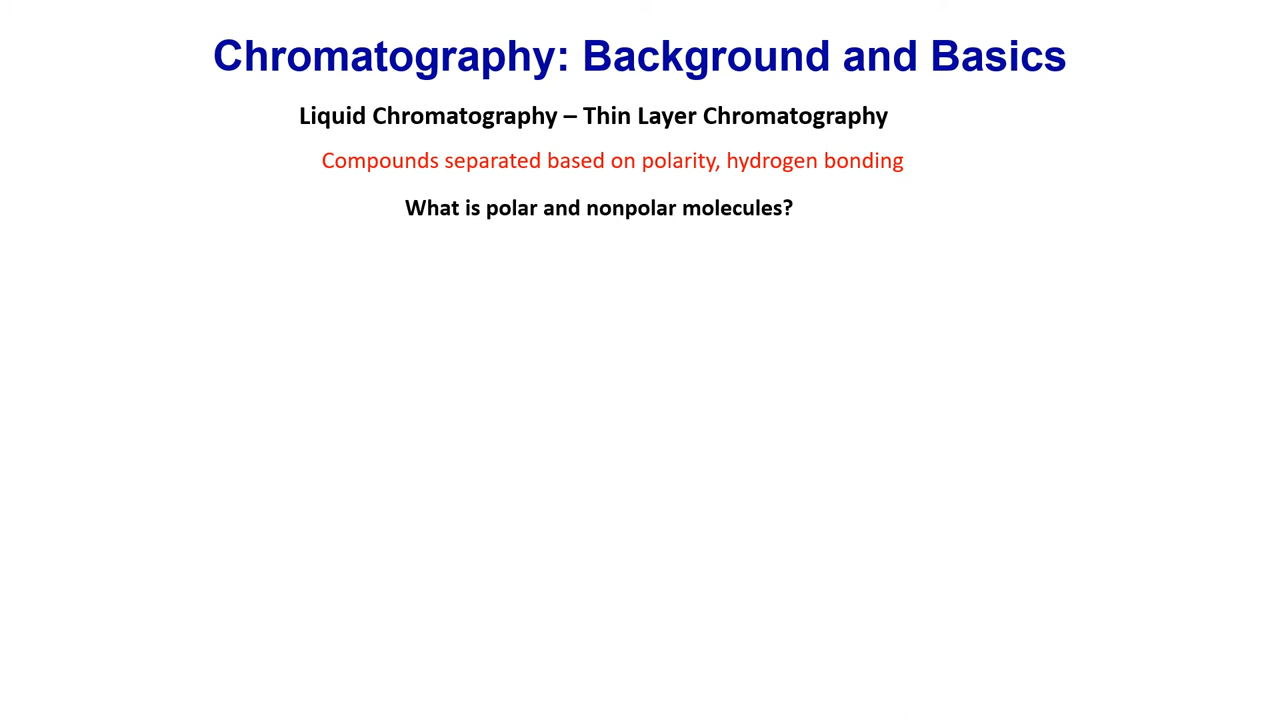 Chromatography: Background and Basics
Liquid Chromatography – Thin Layer Chromatography
Compounds separated based on polarity, hydrogen bonding
What is polar and nonpolar molecules?